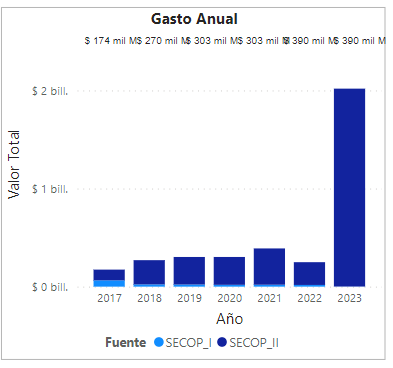 Gasto Anual
$ 174 mil M $ 270 mil M $ 303 mil M $ 303 mil M $ 390 mil M $ 390 mil M
$ 2 bill.
$ 1 bill.
$ 0 bill.
Valor Total
2017 2018 2019 2020 2021 2022 2023
Año
Fuente SECOP_I SECOP_II